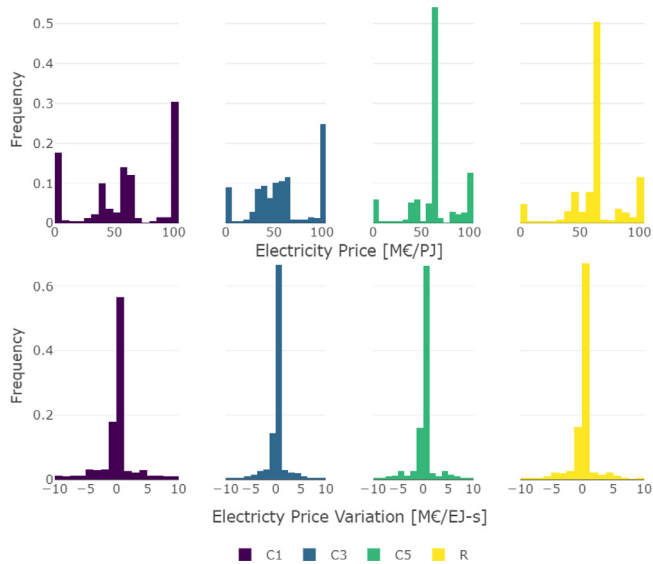 0.5
0.4
0.3
0.2
0.1
0
Frequency
0 50 100 0 50 100 0 50 100 0 50 100
Electricity Price [M€/PJ]
0.6
0.4
0.2
0
Frequency
−10 −5 0 5 10 −10 −5 0 5 10 −10 −5 0 5 10 −10 −5 0 5 10
Electricty Price Variation [M€/EJ-s]
C1 C3 C5 R